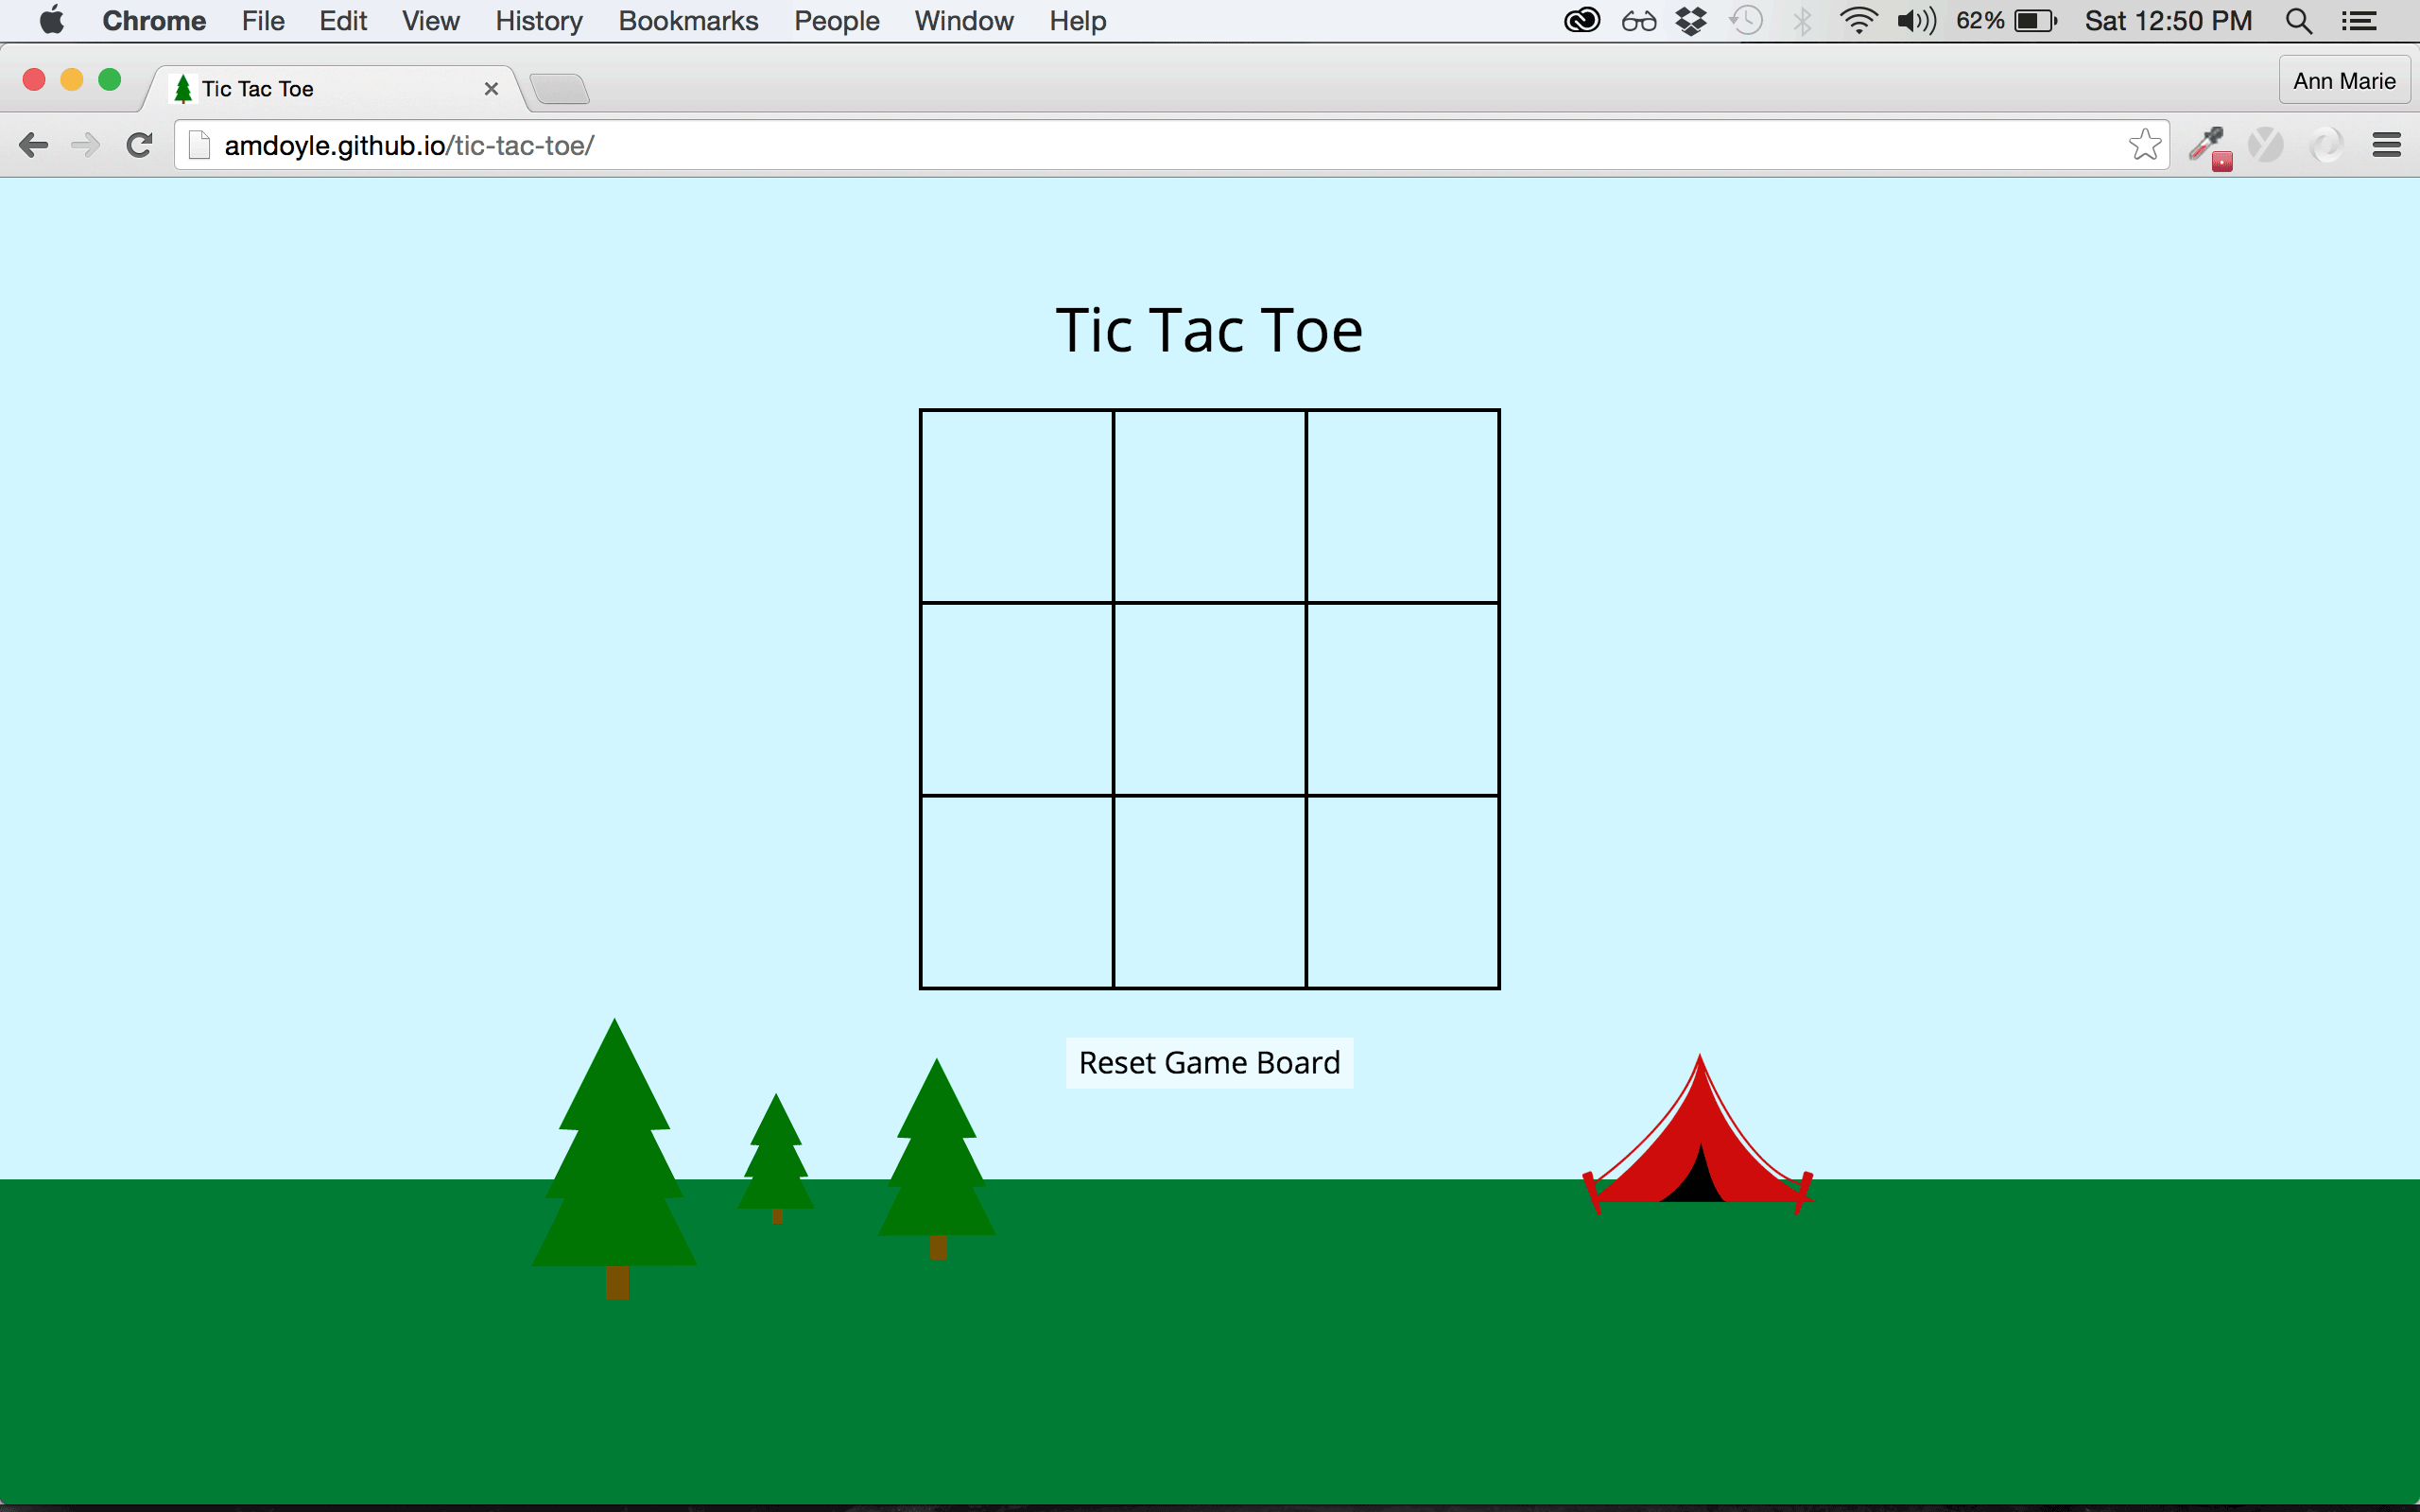 Chrome File Edit View History Bookmarks People Window Help 62% Sat 12:50 PM
Tic Tac Toe Ann Marie
amdoyle.github.io/tic-tac-toe/
Tic Tac Toe
Reset Game Board